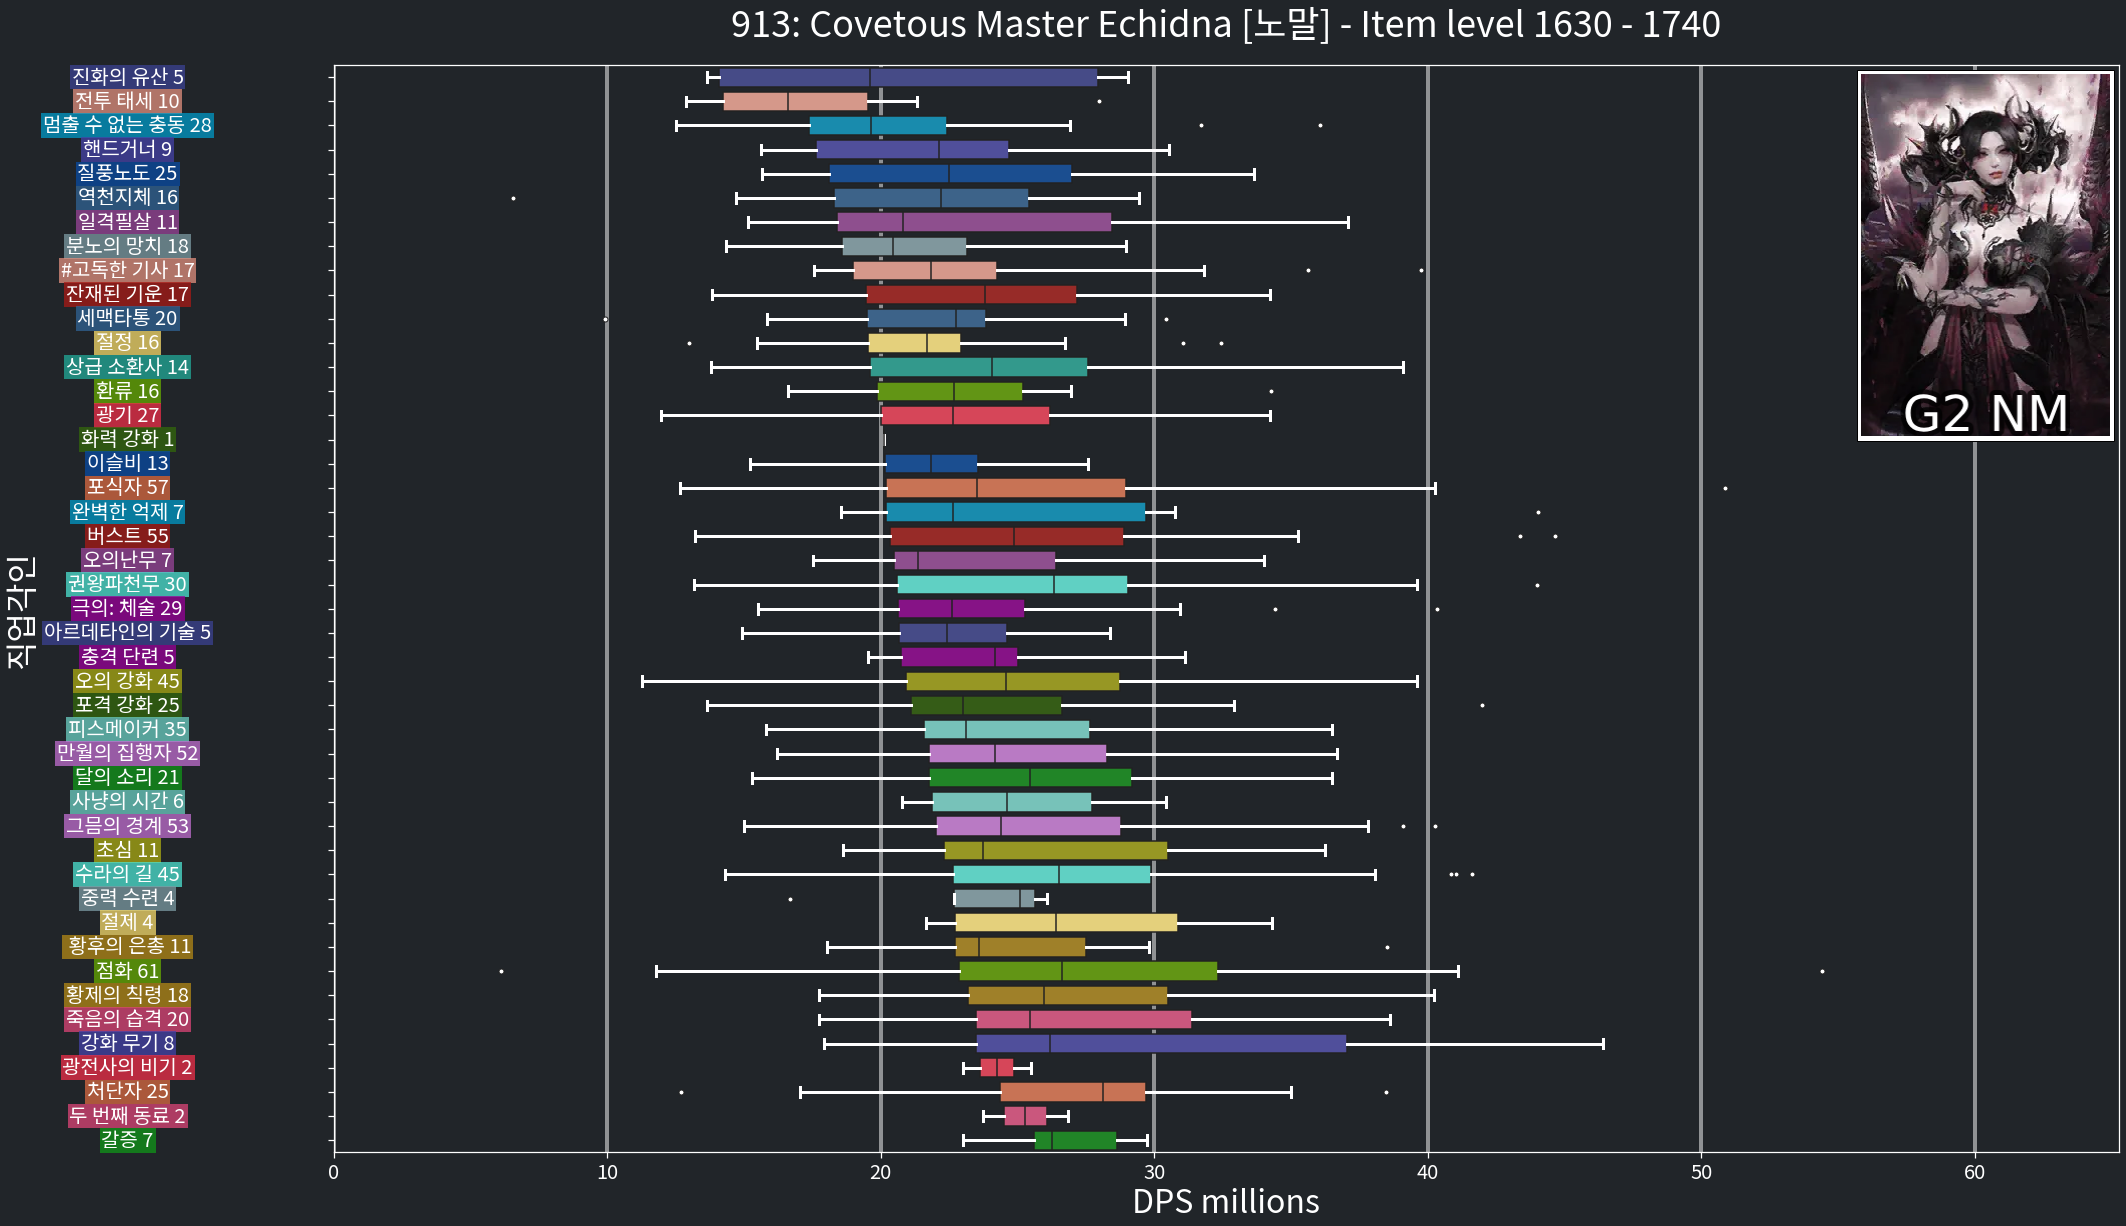 913: Covetous Master Echidna [노말] - Item level 1630 - 1740
진화의 유산 5
전투 태세 10
멈출 수 없는 충동 28
핸드거너 9
질풍노도 25
역천지체 16
일격필살 11
분노의 망치 18
#고독한 기사 17
잔재된 기운 17
세맥타통 20
절정 16
상급 소환사 14
환류 16
광기 27
화력 강화 1
이슬비 13
포식자 57
완벽한 억제 7
버스트 55
오의난무 7
권왕파천무 30
극의: 체술 29
아르데타인의 기술 5
충격 단련 5
오의 강화 45
포격 강화 25
피스메이커 35
만월의 집행자 52
달의 소리 21
사냥의 시간 6
그믐의 경계 53
초심 11
수라의 길 45
중력 수련 4
절제 4
황후의 은총 11
점화 61
황제의 칙령 18
죽음의 습격 20
강화 무기 8
광전사의 비기 2
처단자 25
두 번째 동료 2
갈증 7
직업각인
G2 NM
0 10 20 30 40 50 60
DPS millions